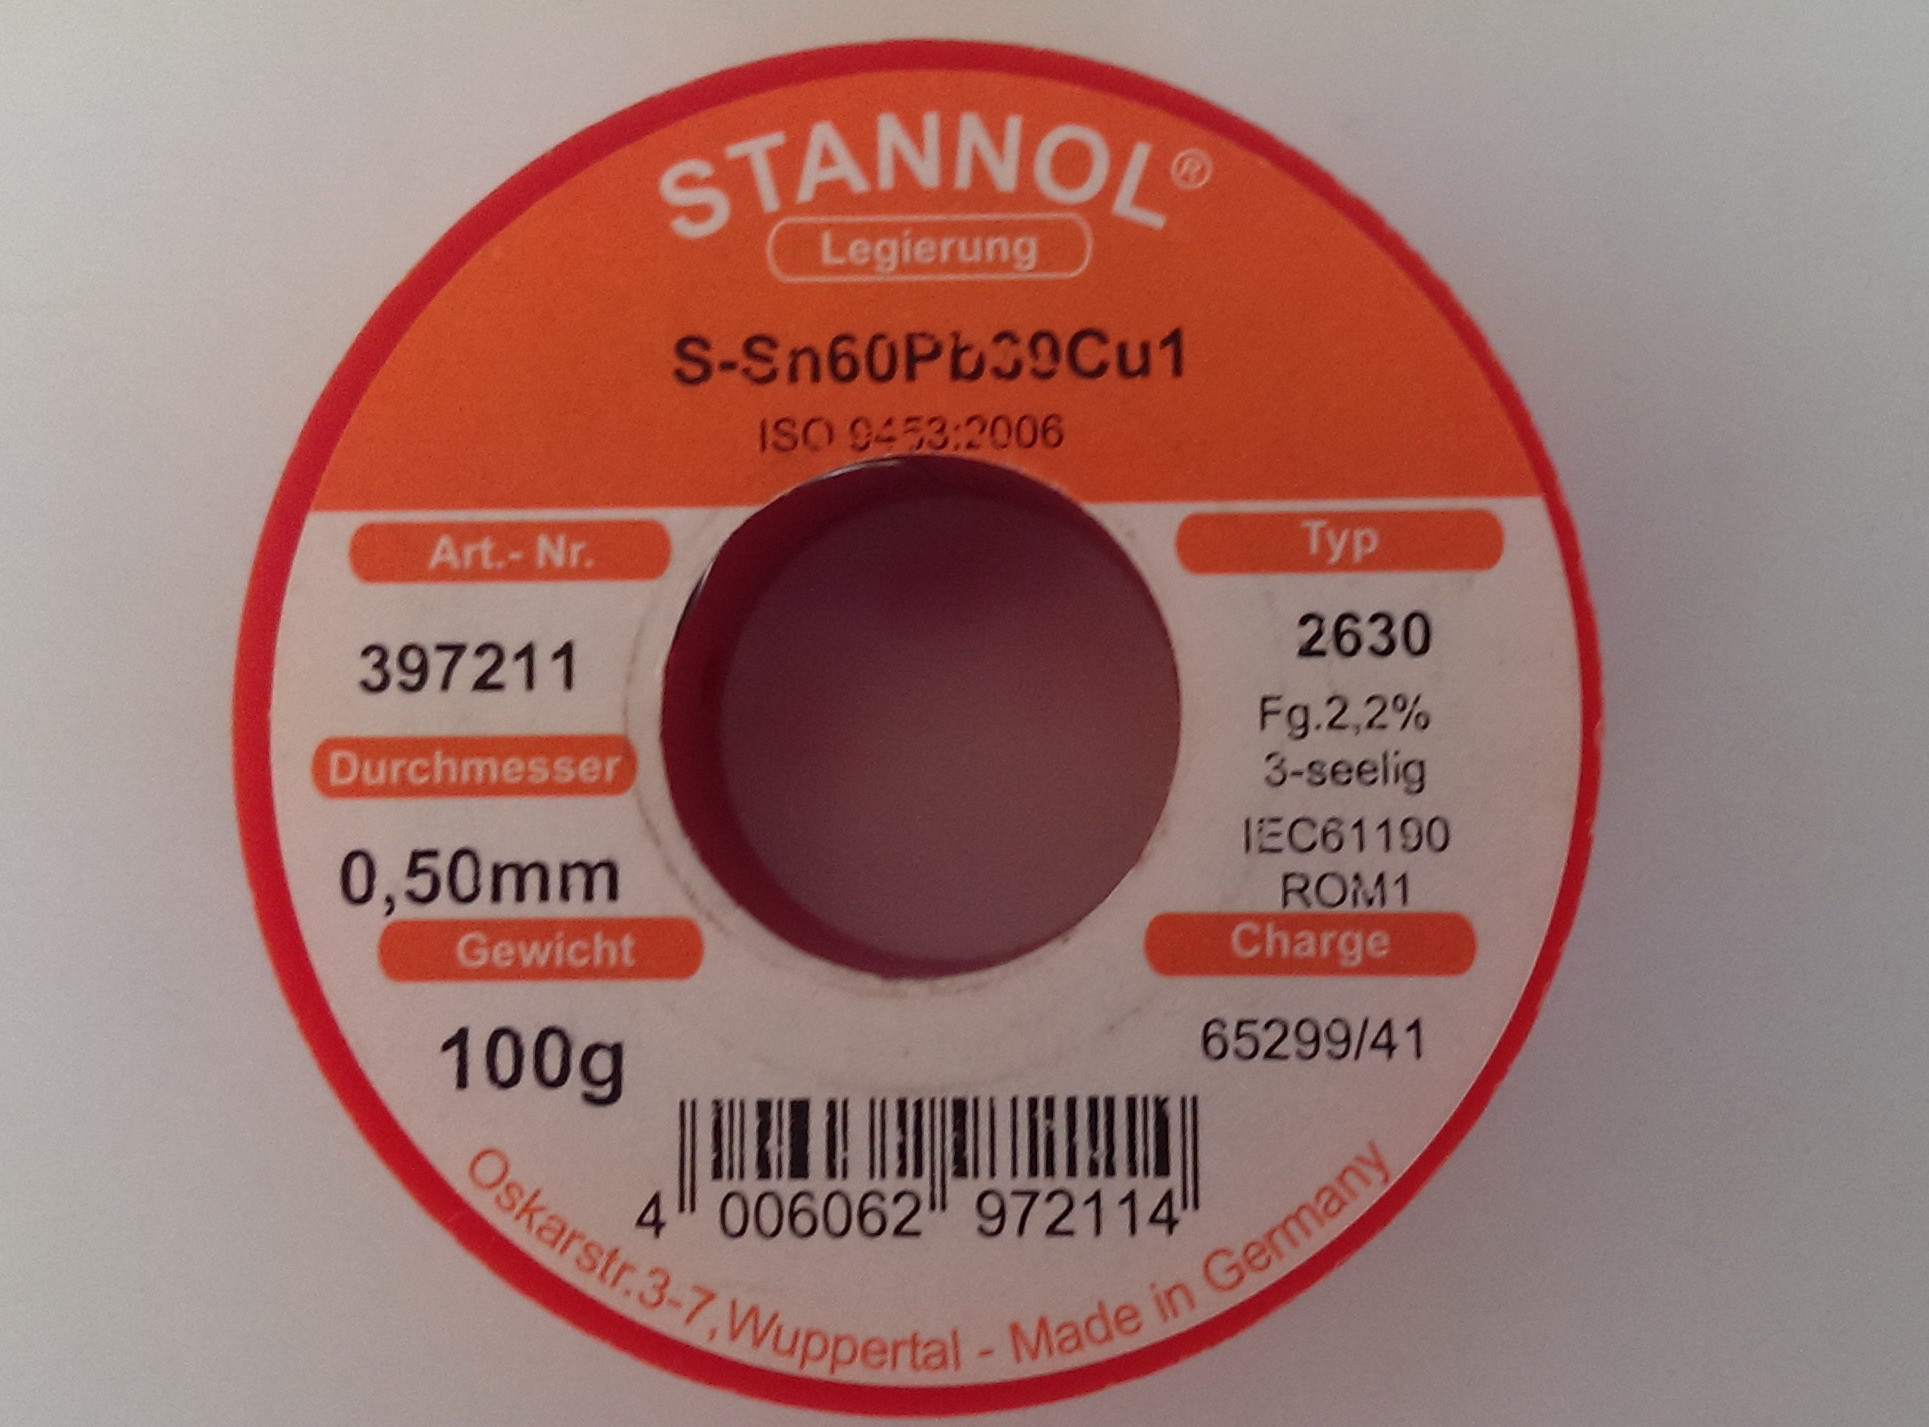 STANNOL®
Legierung
S-Sn60Pb39Cu1
ISO 9453:2006
Art.- Nr.
397211
Durchmesser
0,50mm
Gewicht
100g
Typ
2630
Fg.2,2%
3-seelig
IEC61190
ROM1
Charge
65299/41
4 006062 972114
Oskarstr.3-7,Wuppertal - Made in Germany